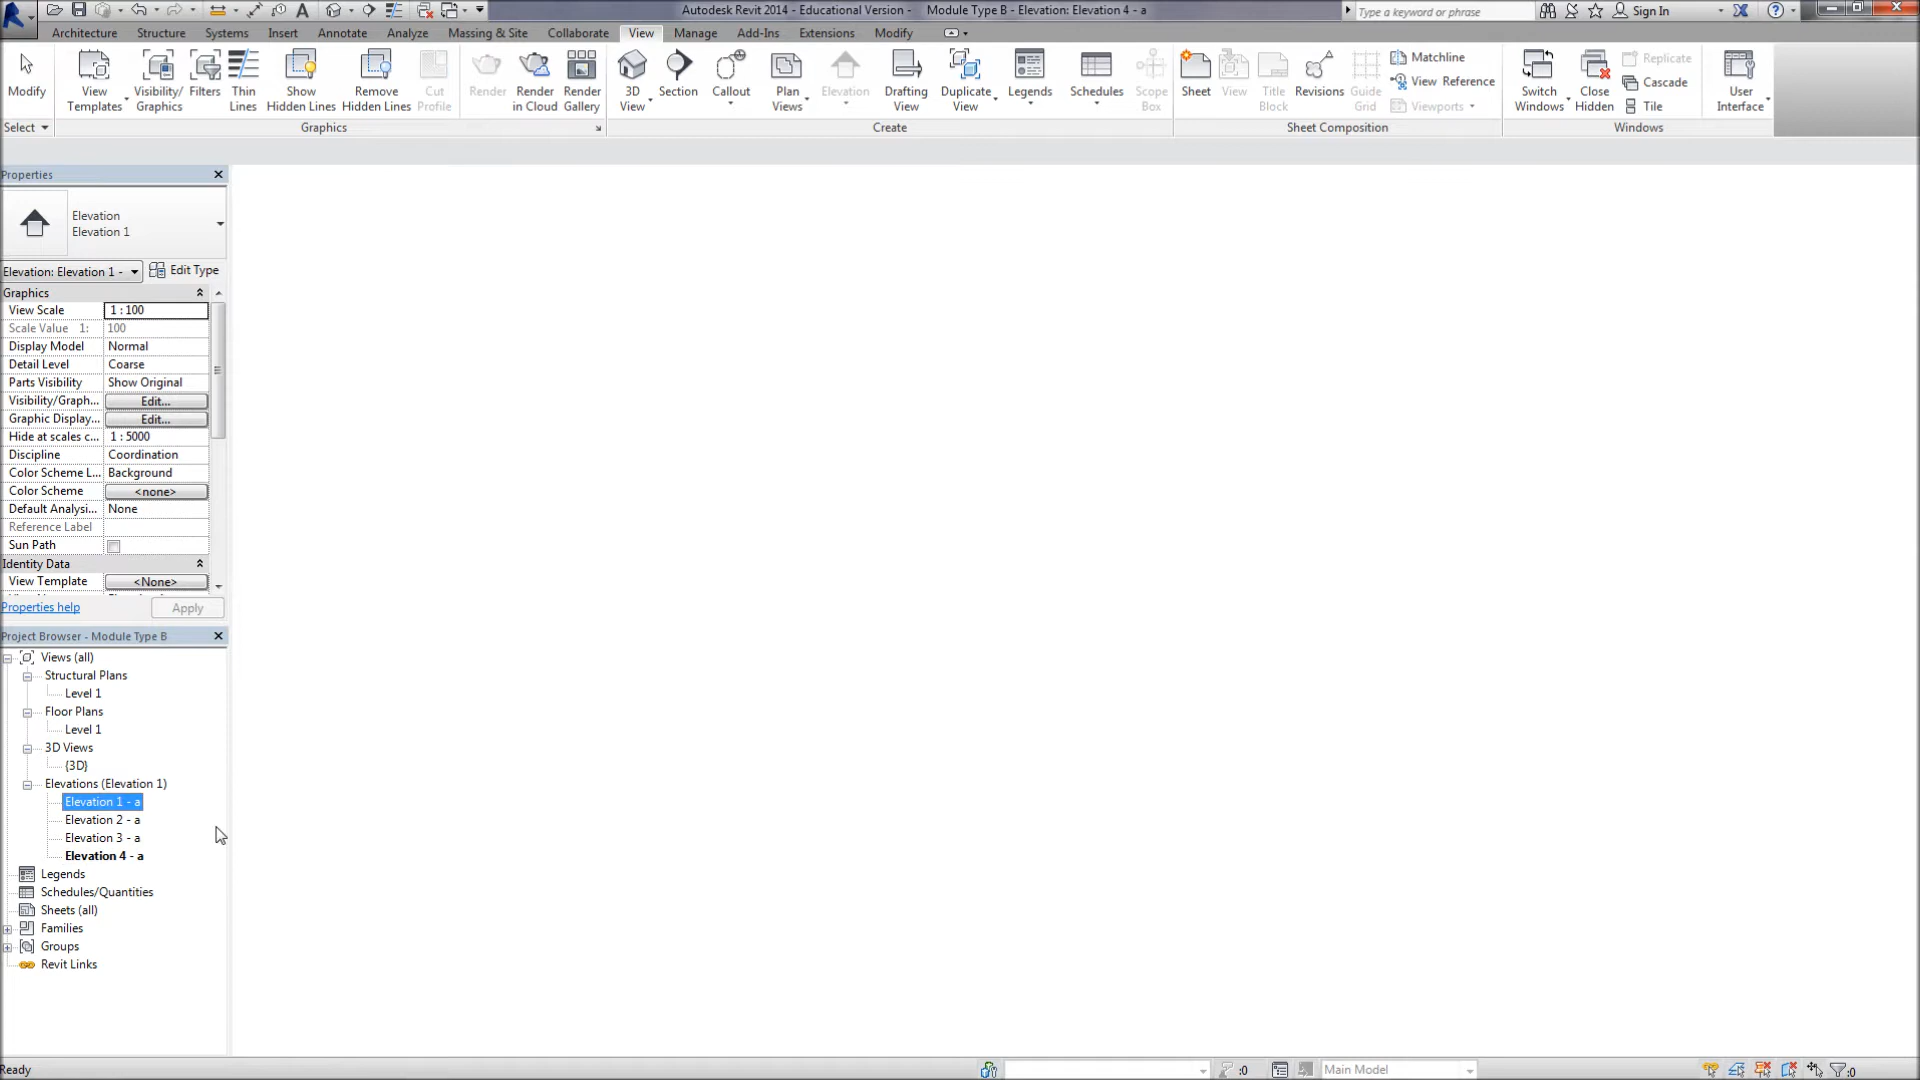 Autodesk Revit 2014 - Educational Version - Module Type B - Elevation: Elevation 4 - a
Type a keyword or phrase
Sign In
Architecture Structure Systems Insert Annotate Analyze Massing & Site Collaborate View Manage Add-Ins Extensions Modify
Modify
View Templates
Visibility/ Graphics
Filters
Thin Lines
Show Hidden Lines
Remove Hidden Lines
Cut Profile
Render
Render in Cloud
Render Gallery
3D View
Section
Callout
Plan Views
Elevation
Drafting View
Duplicate View
Legends
Schedules
Scope Box
Sheet
View
Title Block
Revisions
Guide Grid
Matchline
View Reference
Viewports
Switch Windows
Close Hidden
Replicate
Cascade
Tile
User Interface
Select Graphics Create Sheet Composition Windows
Properties
Elevation
Elevation 1
Elevation: Elevation 1 - Edit Type
Graphics
View Scale 1 : 100
Scale Value 1: 100
Display Model Normal
Detail Level Coarse
Parts Visibility Show Original
Visibility/Graph... Edit...
Graphic Display... Edit...
Hide at scales c... 1 : 5000
Discipline Coordination
Color Scheme L... Background
Color Scheme <none>
Default Analysi... None
Reference Label
Sun Path
Identity Data
View Template <None>
Properties help Apply
Project Browser - Module Type B
Views (all)
Structural Plans
Level 1
Floor Plans
Level 1
3D Views
{3D}
Elevations (Elevation 1)
Elevation 1 - a
Elevation 2 - a
Elevation 3 - a
Elevation 4 - a
Legends
Schedules/Quantities
Sheets (all)
Families
Groups
Revit Links
Ready :0 Main Model :0